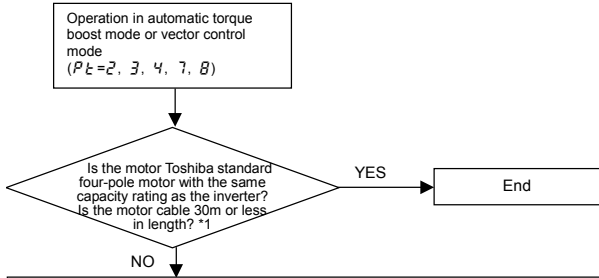 Operation in automatic torque
boost mode or vector control
mode
(Pt=2, 3, 4, 7, 8)
Is the motor Toshiba standard
four-pole motor with the same
capacity rating as the inverter?
Is the motor cable 30m or less
in length? *1
YES
End
NO